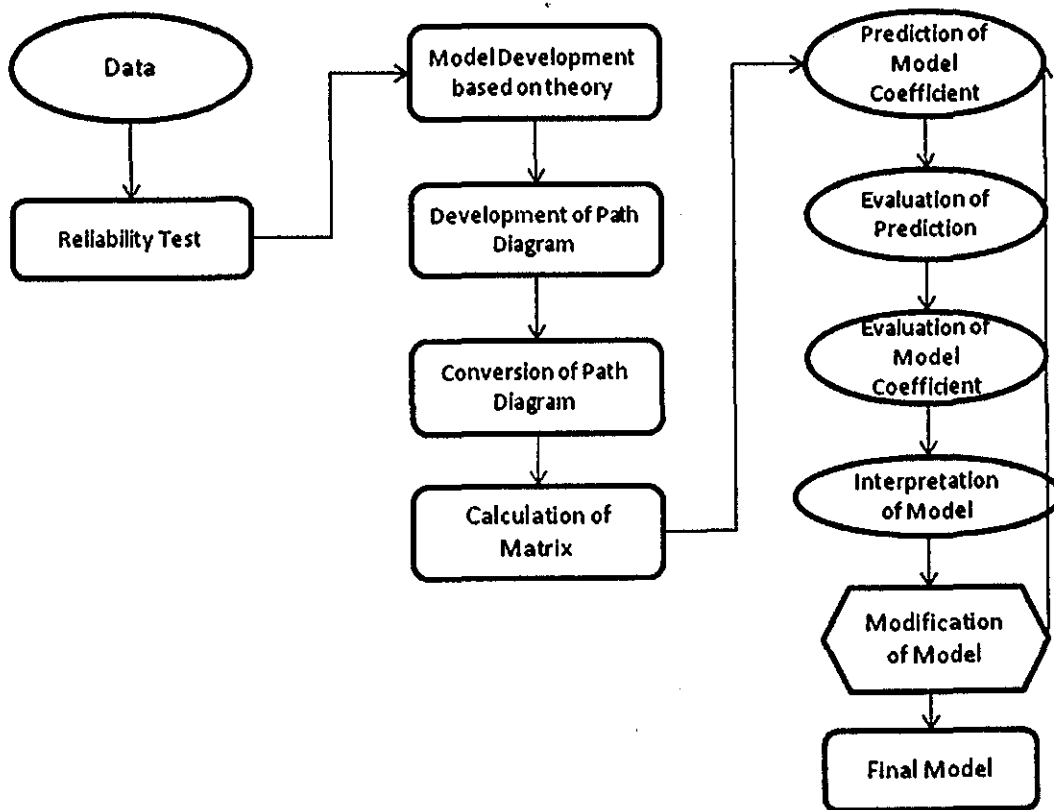 Data
Reliability Test
Model Development
based on theory
Development of Path
Diagram
Conversion of Path
Diagram
Calculation of
Matrix
Prediction of
Model
Coefficient
Evaluation of
Prediction
Evaluation of
Model
Coefficient
Interpretation
of Model
Modification
of Model
Final Model